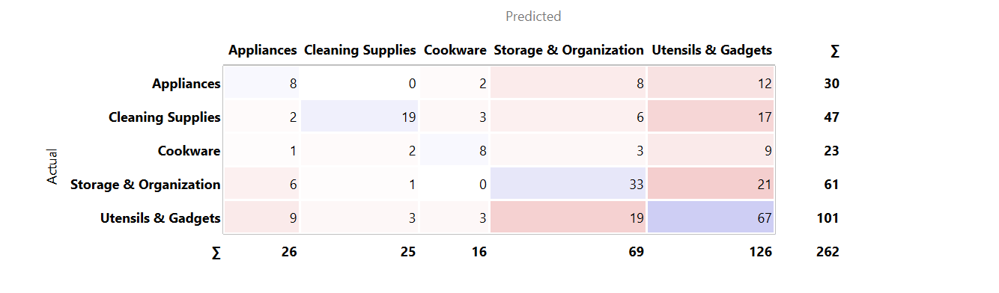 Predicted
Appliances Cleaning Supplies Cookware Storage & Organization Utensils & Gadgets ∑
Appliances 8 0 2 8 12 30
Cleaning Supplies 2 19 3 6 17 47
Cookware 1 2 8 3 9 23
Storage & Organization 6 1 0 33 21 61
Utensils & Gadgets 9 3 3 19 67 101
∑ 26 25 16 69 126 262
Actual